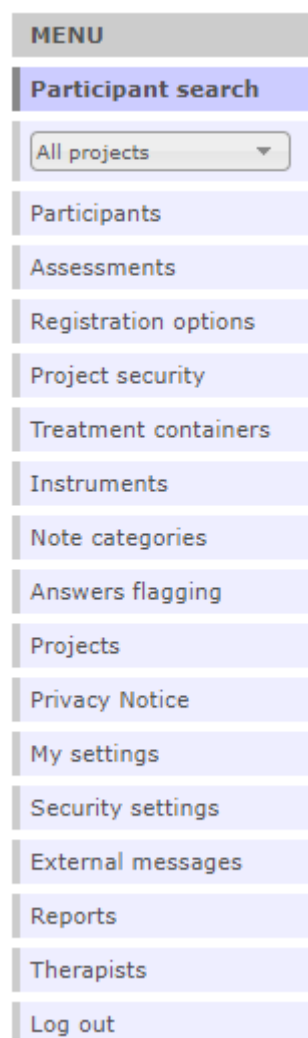 MENU
Participant search
All projects
Participants
Assessments
Registration options
Project security
Treatment containers
Instruments
Note categories
Answers flagging
Projects
Privacy Notice
My settings
Security settings
External messages
Reports
Therapists
Log out